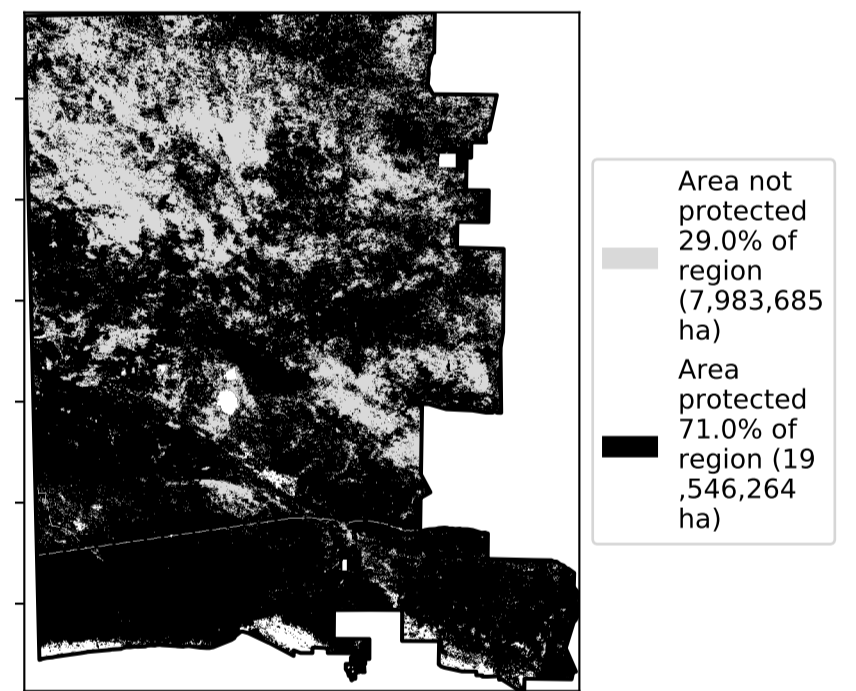 Area not
protected
29.0% of
region
(7,983,685
ha)
Area
protected
71.0% of
region (19
,546,264
ha)